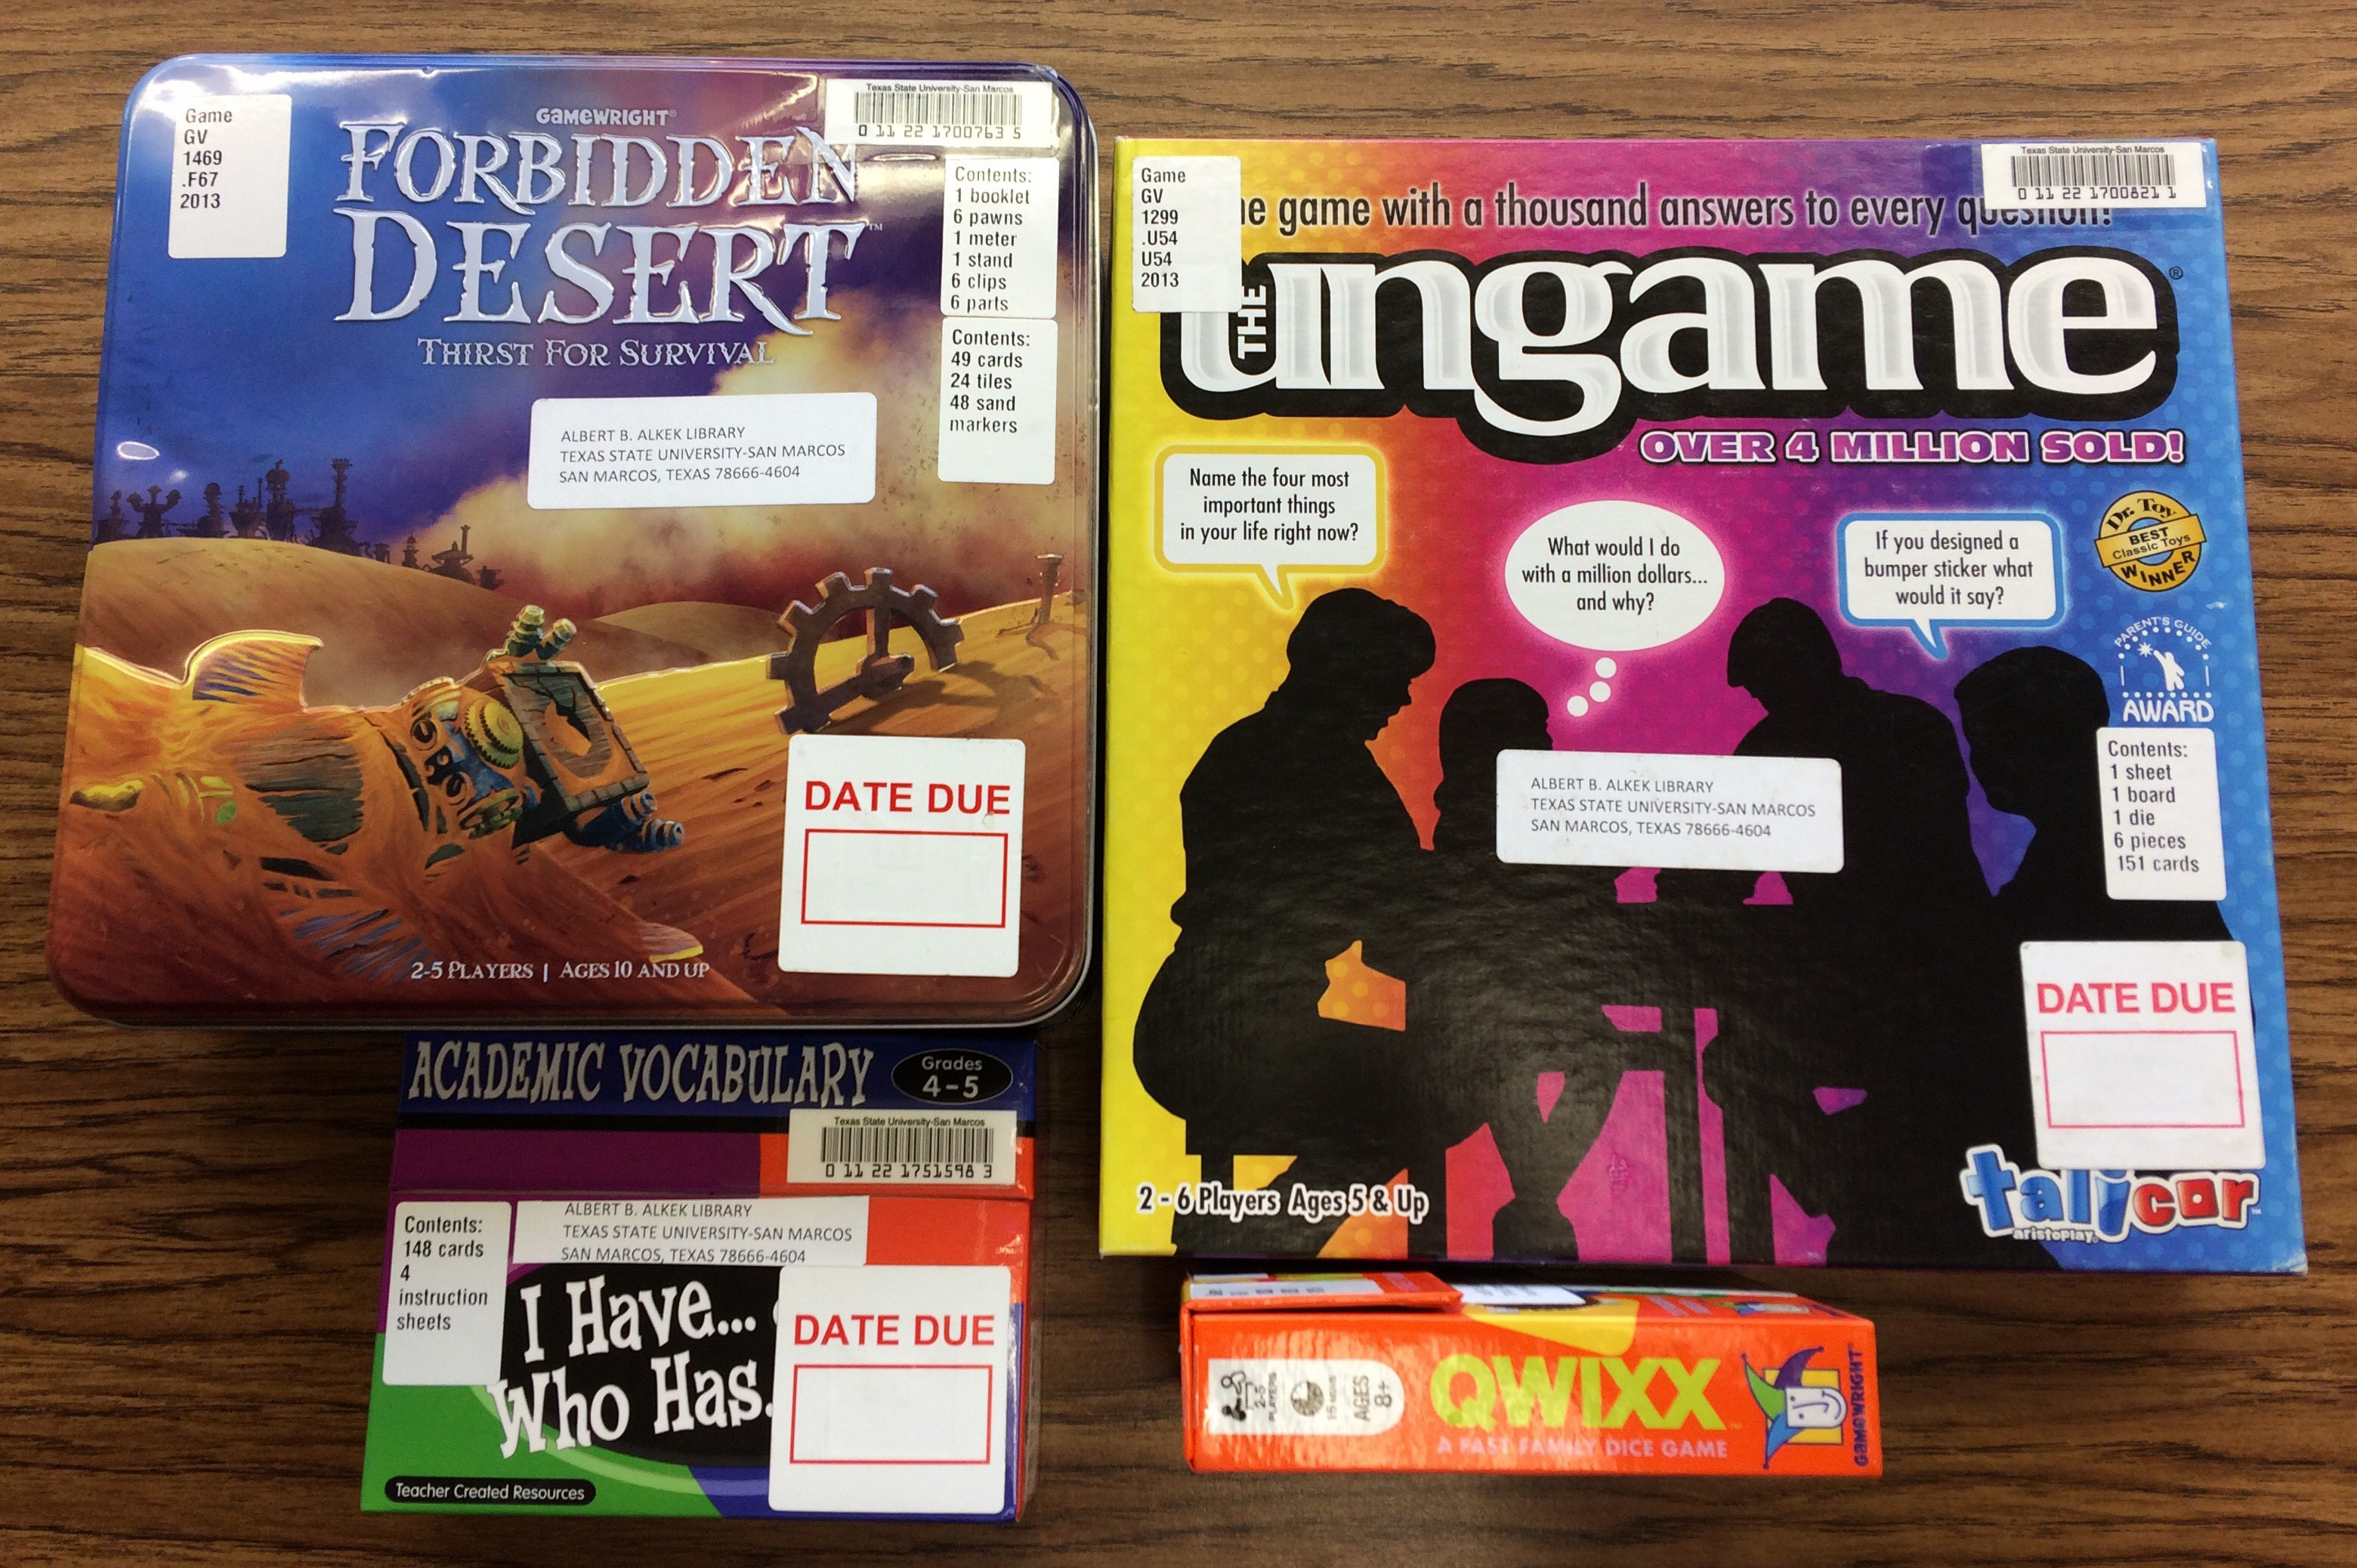 Game
GV
1469
.F67
2013
GAMEWRIGHT®
FORBIDDEN
DESERT™
THIRST FOR SURVIVAL
Texas State University-San Marcos
0 11 22 1700763 5
Contents:
1 booklet
6 pawns
1 meter
1 stand
6 clips
6 parts
Contents:
49 cards
24 tiles
48 sand
markers
ALBERT B. ALKEK LIBRARY
TEXAS STATE UNIVERSITY-SAN MARCOS
SAN MARCOS, TEXAS 78666-4604
DATE DUE
2-5 PLAYERS | AGES 10 AND UP
Game
GV
1299
.U54
U54
2013
Texas State University-San Marcos
0 11 22 1700821 1
game with a thousand answers to every question!
THE
ungame®
OVER 4 MILLION SOLD!
Name the four most
important things
in your life right now?
What would I do
with a million dollars...
and why?
If you designed a
bumper sticker what
would it say?
Dr. Toy
BEST
Classic Toys
WINNER
PARENT'S GUIDE
AWARD
Contents:
1 sheet
1 board
1 die
6 pieces
151 cards
ALBERT B. ALKEK LIBRARY
TEXAS STATE UNIVERSITY-SAN MARCOS
SAN MARCOS, TEXAS 78666-4604
DATE DUE
2 - 6 Players Ages 5 & Up
talicor™
aristoplay®
ACADEMIC VOCABULARY
Grades
4-5
Texas State University-San Marcos
0 11 22 1751598 3
Contents:
148 cards
4
instruction
sheets
ALBERT B. ALKEK LIBRARY
TEXAS STATE UNIVERSITY-SAN MARCOS
SAN MARCOS, TEXAS 78666-4604
I Have...
Who Has.
DATE DUE
Teacher Created Resources
2-5
PLAYERS
AGES
8+
QWIXX™
A FAST FAMILY DICE GAME
GAMEWRIGHT®